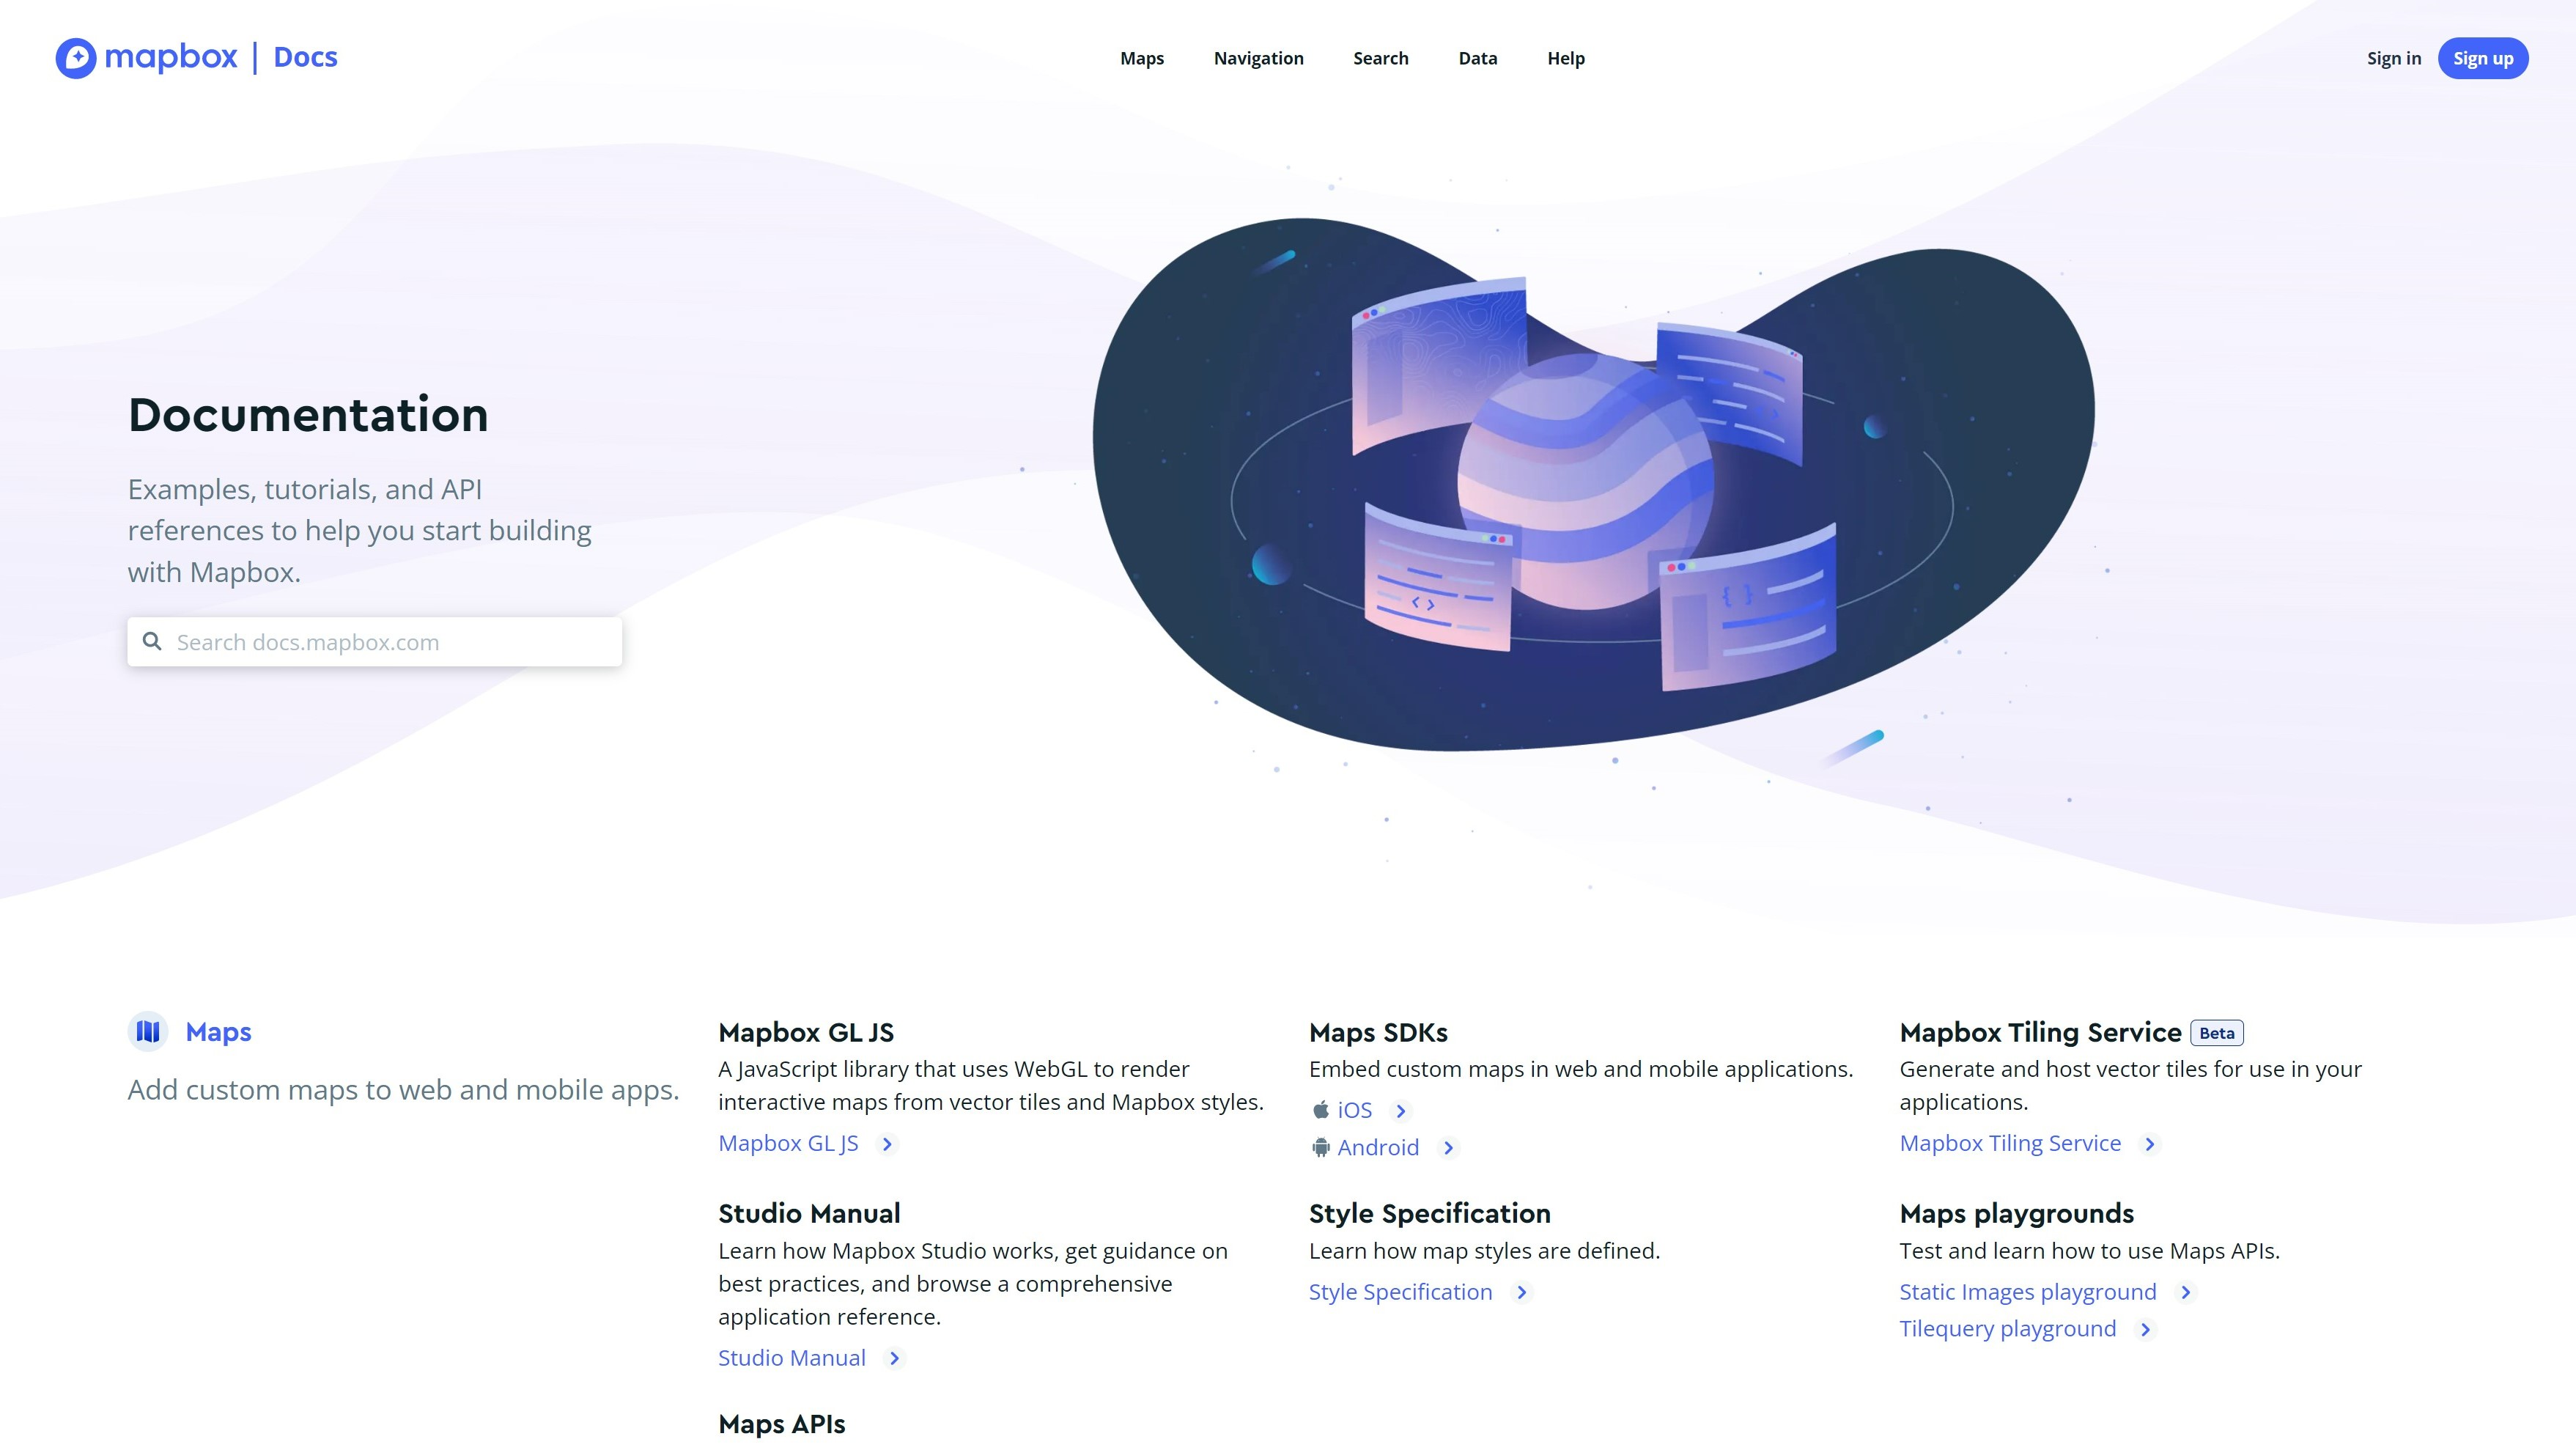 mapbox | Docs
Maps Navigation Search Data Help
Sign in Sign up
Documentation
Examples, tutorials, and API
references to help you start building
with Mapbox.
Search docs.mapbox.com
Maps
Add custom maps to web and mobile apps.
Mapbox GL JS
A JavaScript library that uses WebGL to render
interactive maps from vector tiles and Mapbox styles.
Mapbox GL JS
Maps SDKs
Embed custom maps in web and mobile applications.
iOS
Android
Mapbox Tiling Service Beta
Generate and host vector tiles for use in your
applications.
Mapbox Tiling Service
Studio Manual
Learn how Mapbox Studio works, get guidance on
best practices, and browse a comprehensive
application reference.
Studio Manual
Style Specification
Learn how map styles are defined.
Style Specification
Maps playgrounds
Test and learn how to use Maps APIs.
Static Images playground
Tilequery playground
Maps APIs